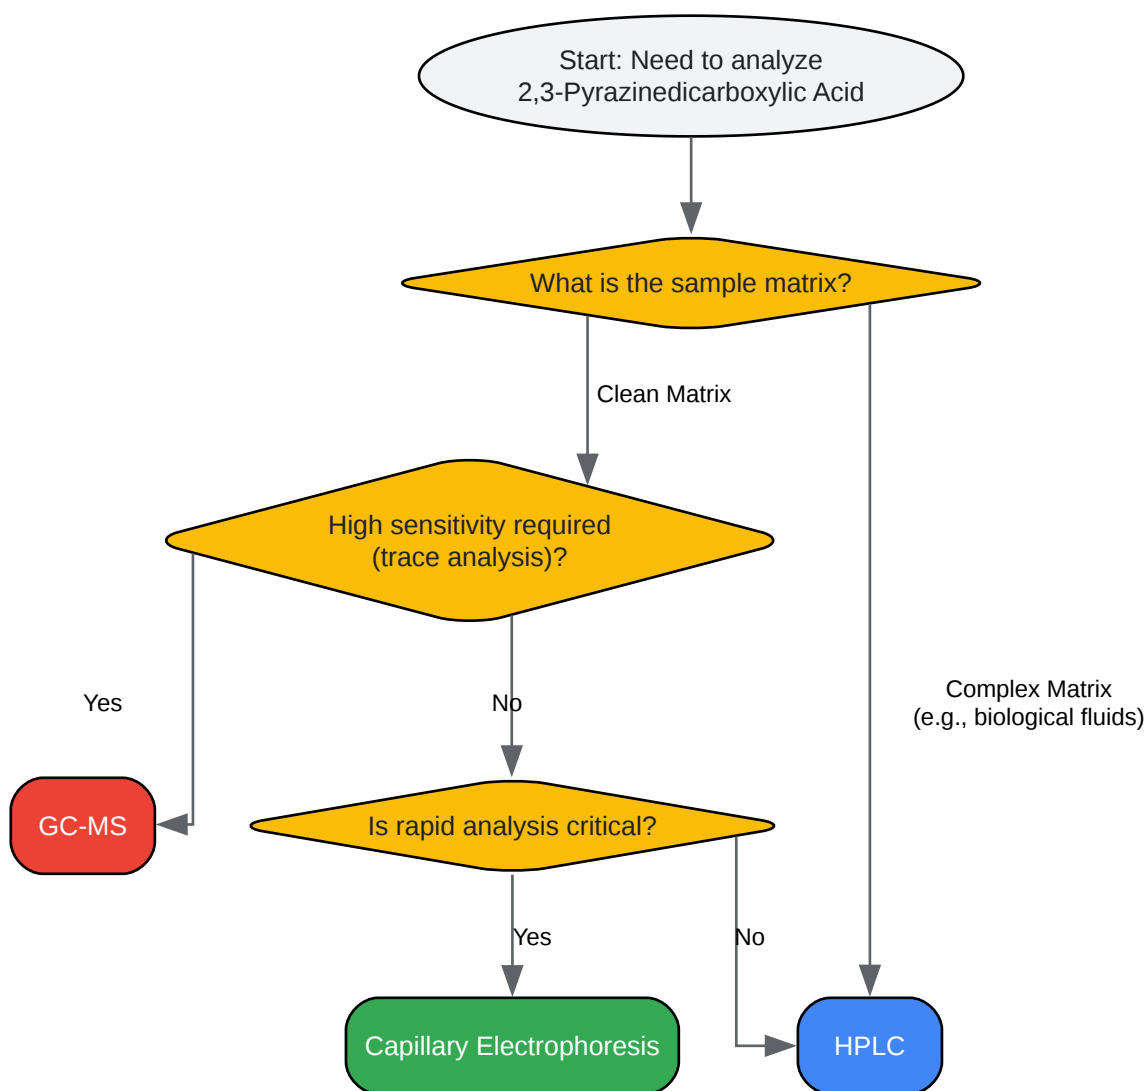 Start: Need to analyze
2,3-Pyrazinedicarboxylic Acid
What is the sample matrix?
Clean Matrix
High sensitivity required
(trace analysis)?
Yes
No
Complex Matrix
(e.g., biological fluids)
GC-MS
Is rapid analysis critical?
Yes
No
Capillary Electrophoresis
HPLC